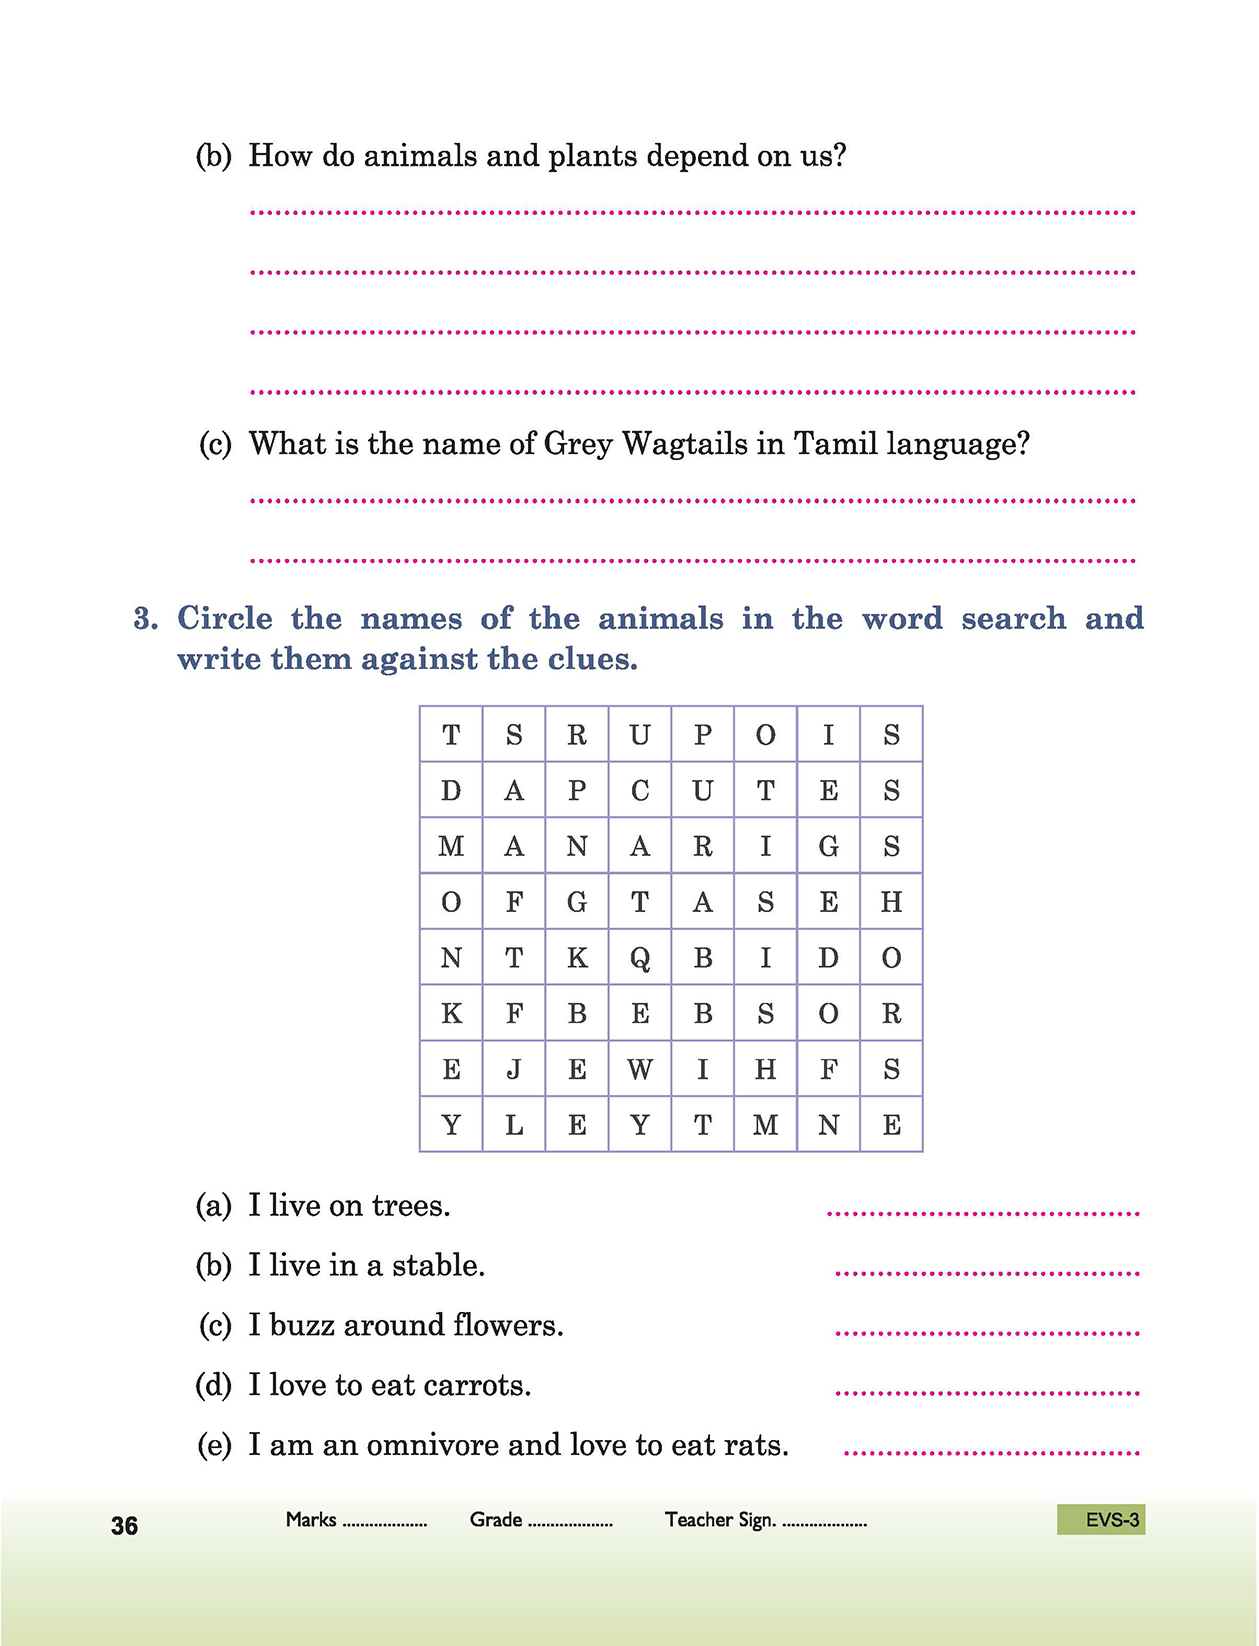 (b) How do animals and plants depend on us?
(c) What is the name of Grey Wagtails in Tamil language?
3. Circle the names of the animals in the word search and
write them against the clues.
T S R U P O I S
D A P C U T E S
M A N A R I G S
O F G T A S E H
N T K Q B I D O
K F B E B S O R
E J E W I H F S
Y L E Y T M N E
(a) I live on trees.
(b) I live in a stable.
(c) I buzz around flowers.
(d) I love to eat carrots.
(e) I am an omnivore and love to eat rats.
36 Marks ................... Grade ................... Teacher Sign. ................... EVS-3